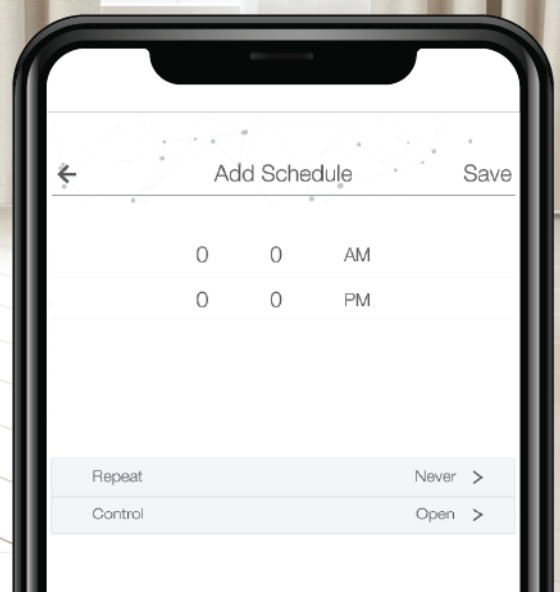 Add Schedule Save
0 0 AM
0 0 PM
Repeat Never >
Control Open >